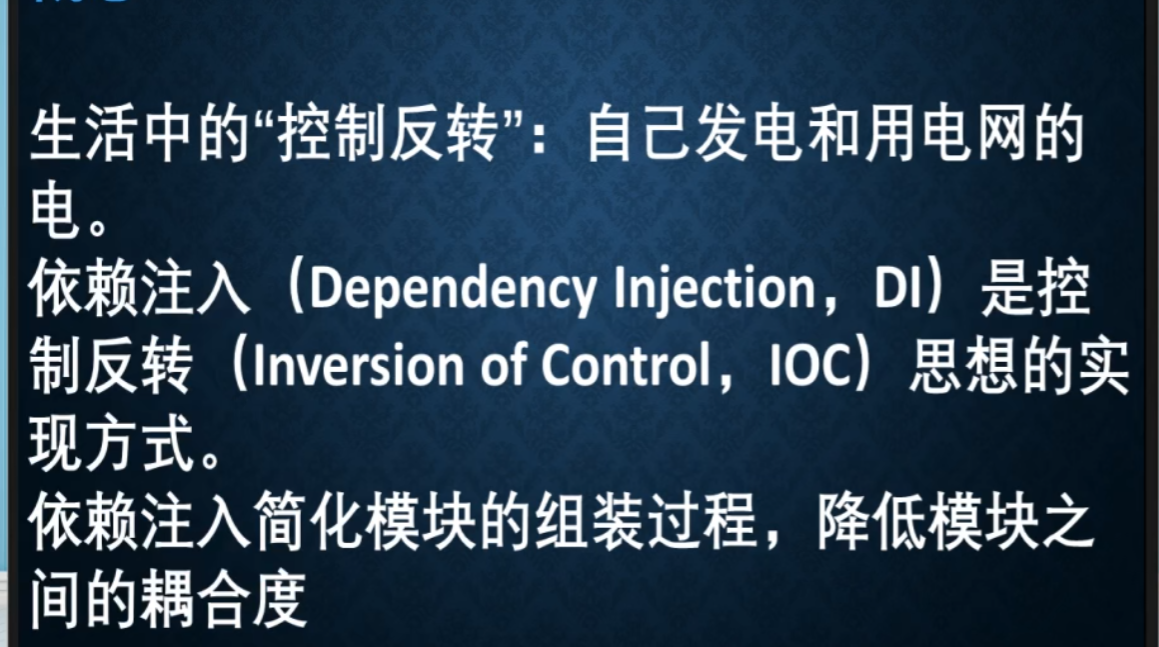 生活中的“控制反转”：自己发电和用电网的
电。
依赖注入（Dependency Injection，DI）是控
制反转（Inversion of Control，IOC）思想的实
现方式。
依赖注入简化模块的组装过程，降低模块之
间的耦合度